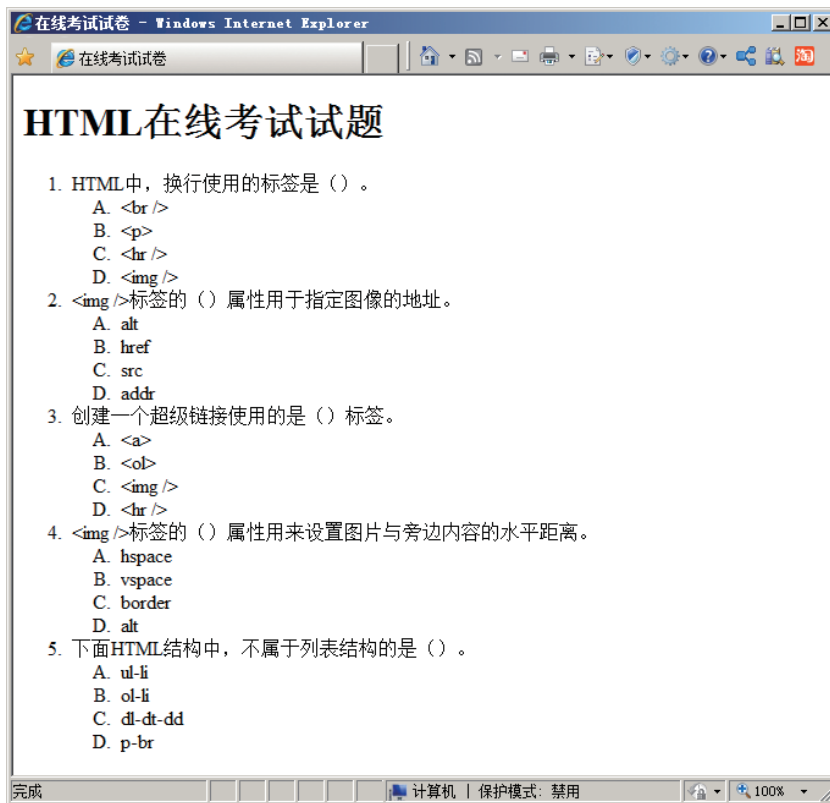 在线考试试卷 - Windows Internet Explorer
在线考试试卷
淘
HTML在线考试试题
1. HTML中，换行使用的标签是（）。
A. <br />
B. <p>
C. <hr />
D. <img />
2. <img />标签的（）属性用于指定图像的地址。
A. alt
B. href
C. src
D. addr
3. 创建一个超级链接使用的是（）标签。
A. <a>
B. <ol>
C. <img />
D. <hr />
4. <img />标签的（）属性用来设置图片与旁边内容的水平距离。
A. hspace
B. vspace
C. border
D. alt
5. 下面HTML结构中，不属于列表结构的是（）。
A. ul-li
B. ol-li
C. dl-dt-dd
D. p-br
完成 计算机 | 保护模式: 禁用 100%